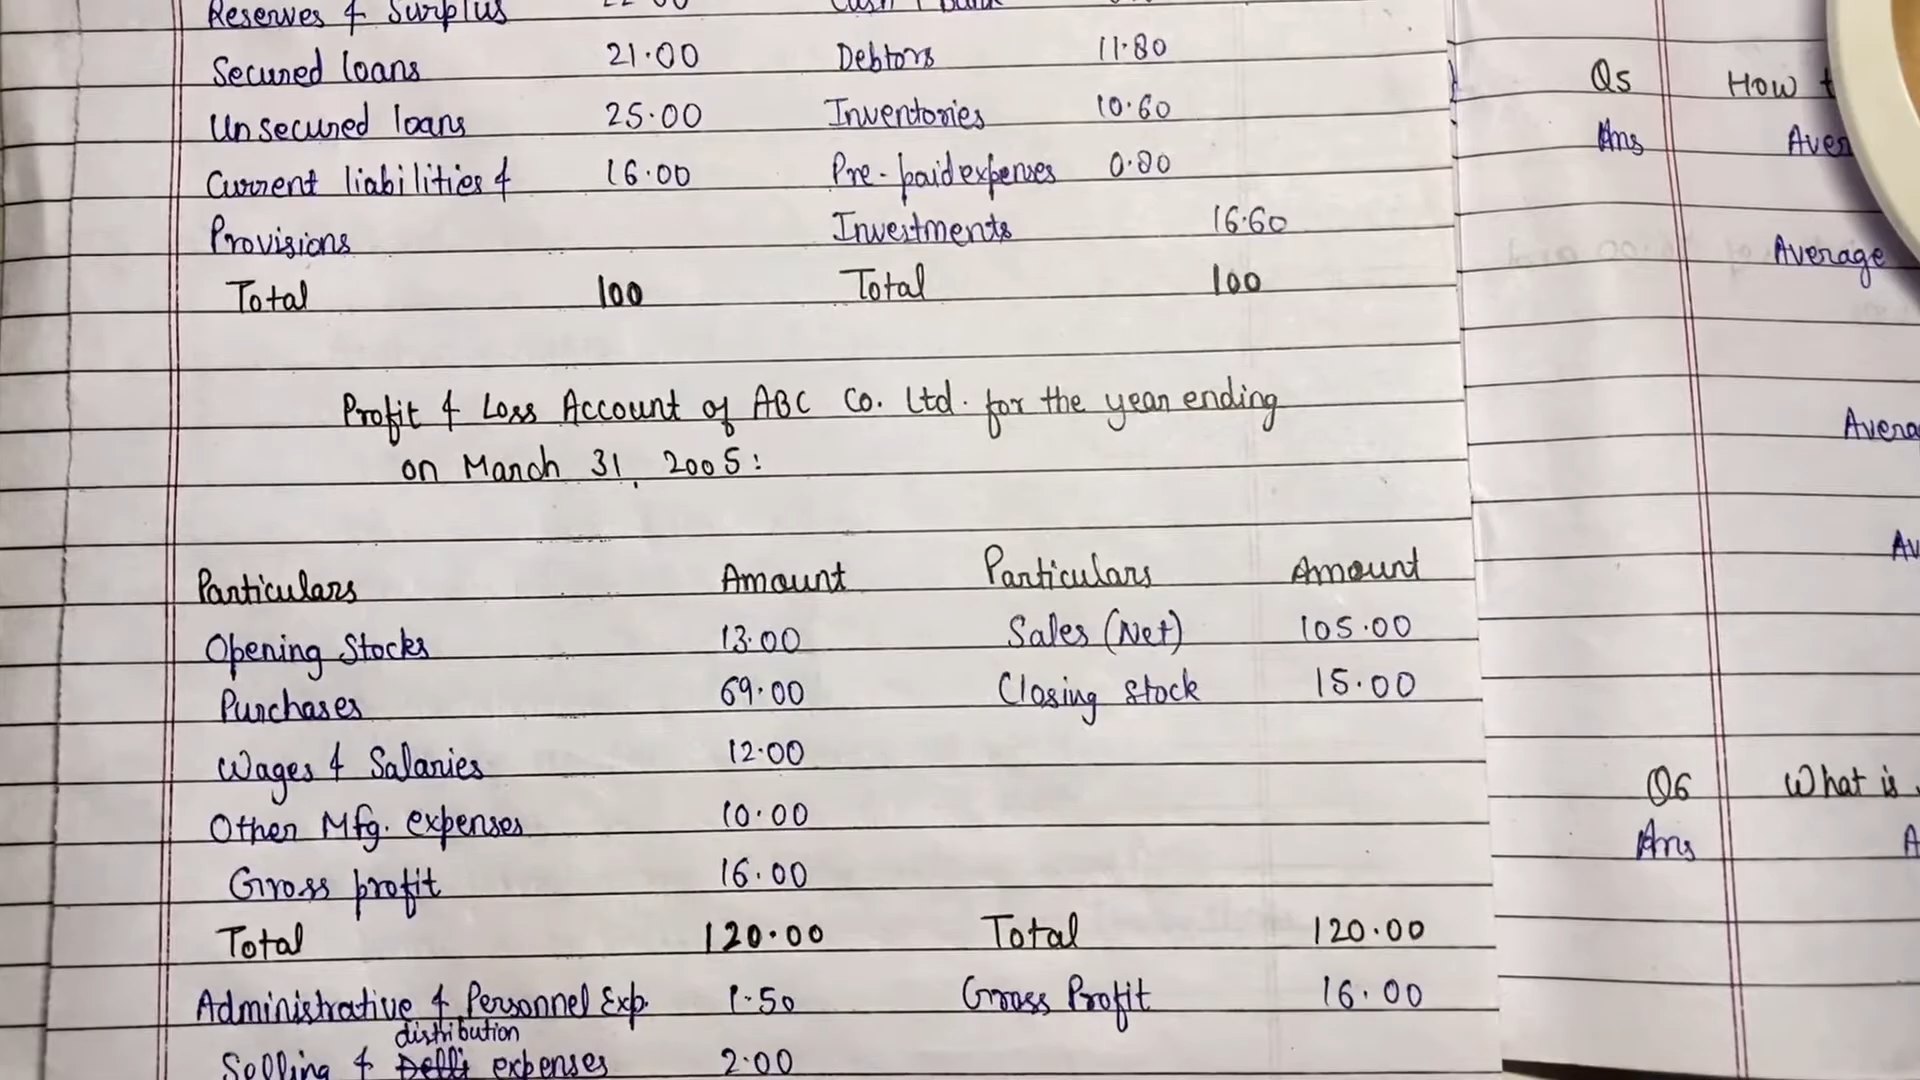 Reserves & Surplus
Secured loans 21.00 Debtors 11.80
Unsecured loans 25.00 Inventories 10.60
Current liabilities & 16.00 Pre-paid expenses 0.80
Provisions Investments 16.60
Total 100 Total 100
Profit & Loss Account of ABC Co. Ltd. for the year ending
on March 31, 2005:
Particulars Amount Particulars Amount
Opening Stocks 13.00 Sales (Net) 105.00
Purchases 69.00 Closing Stock 15.00
Wages & Salaries 12.00
Other Mfg. expenses 10.00
Gross profit 16.00
Total 120.00 Total 120.00
Administrative & Personnel Exp. 1.50 Gross Profit 16.00
distribution
Selling & expenses 2.00
Q5 How
Ans
Average
Q6 What is
Ans